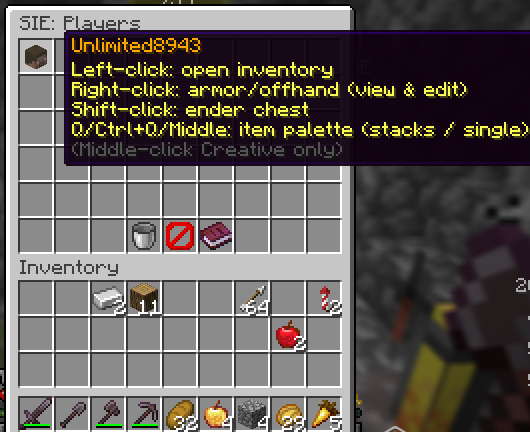 SIE: Players
Unlimited8943
Left-click: open inventory
Right-click: armor/offhand (view & edit)
Shift-click: ender chest
Q/Ctrl+Q/Middle: item palette (stacks / single)
(Middle-click Creative only)
Inventory
2 11 64 2
2
32 4 4 23 5